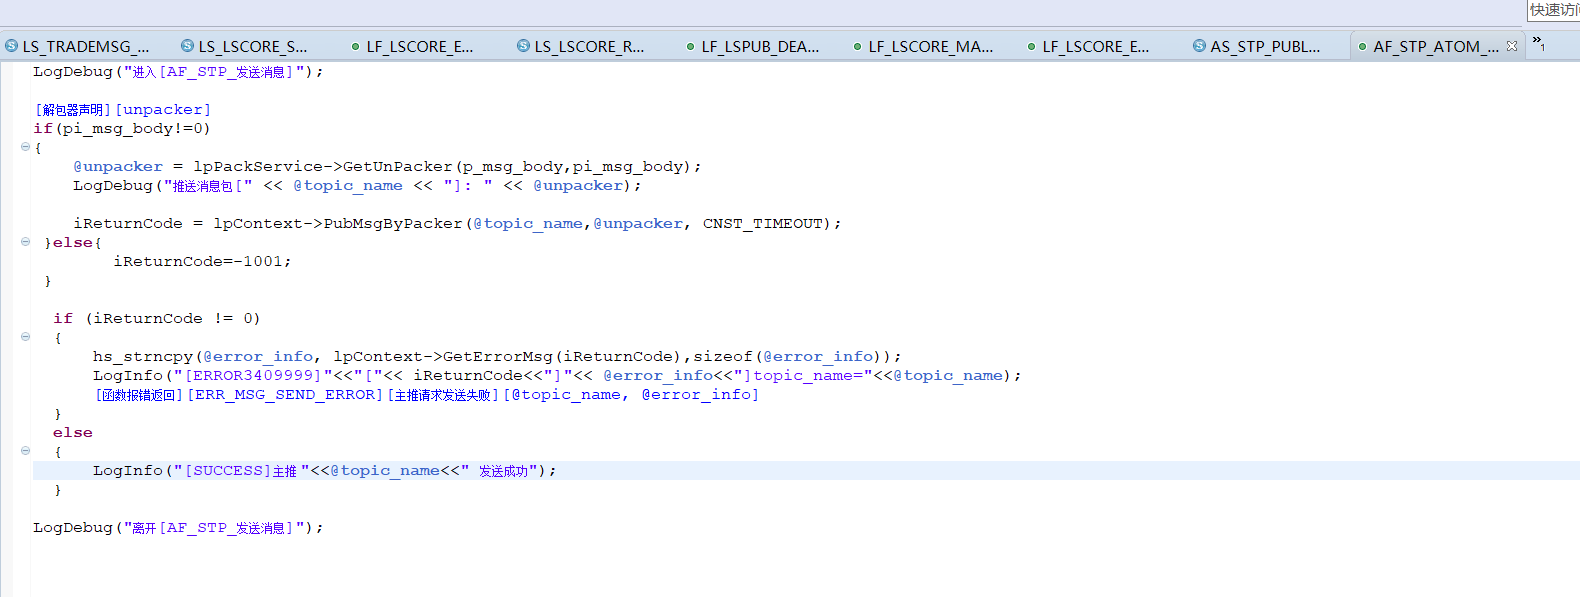 快速访问
LS_TRADEMSG_... LS_LSCORE_S... LF_LSCORE_E... LS_LSCORE_R... LF_LSPUB_DEA... LF_LSCORE_MA... LF_LSCORE_E... AS_STP_PUBL... AF_STP_ATOM_... »1
LogDebug("进入[AF_STP_发送消息]");
[解包器声明][unpacker]
if(pi_msg_body!=0)
{
@unpacker = lpPackService->GetUnPacker(p_msg_body,pi_msg_body);
LogDebug("推送消息包[" << @topic_name << "]: " << @unpacker);
iReturnCode = lpContext->PubMsgByPacker(@topic_name,@unpacker, CNST_TIMEOUT);
}else{
iReturnCode=-1001;
}
if (iReturnCode != 0)
{
hs_strncpy(@error_info, lpContext->GetErrorMsg(iReturnCode),sizeof(@error_info));
LogInfo("[ERROR3409999]"<<"["<< iReturnCode<<"]"<< @error_info<<"]topic_name="<<@topic_name);
[函数报错返回][ERR_MSG_SEND_ERROR][主推请求发送失败][@topic_name, @error_info]
}
else
{
LogInfo("[SUCCESS]主推 "<<@topic_name<<" 发送成功");
}
LogDebug("离开[AF_STP_发送消息]");